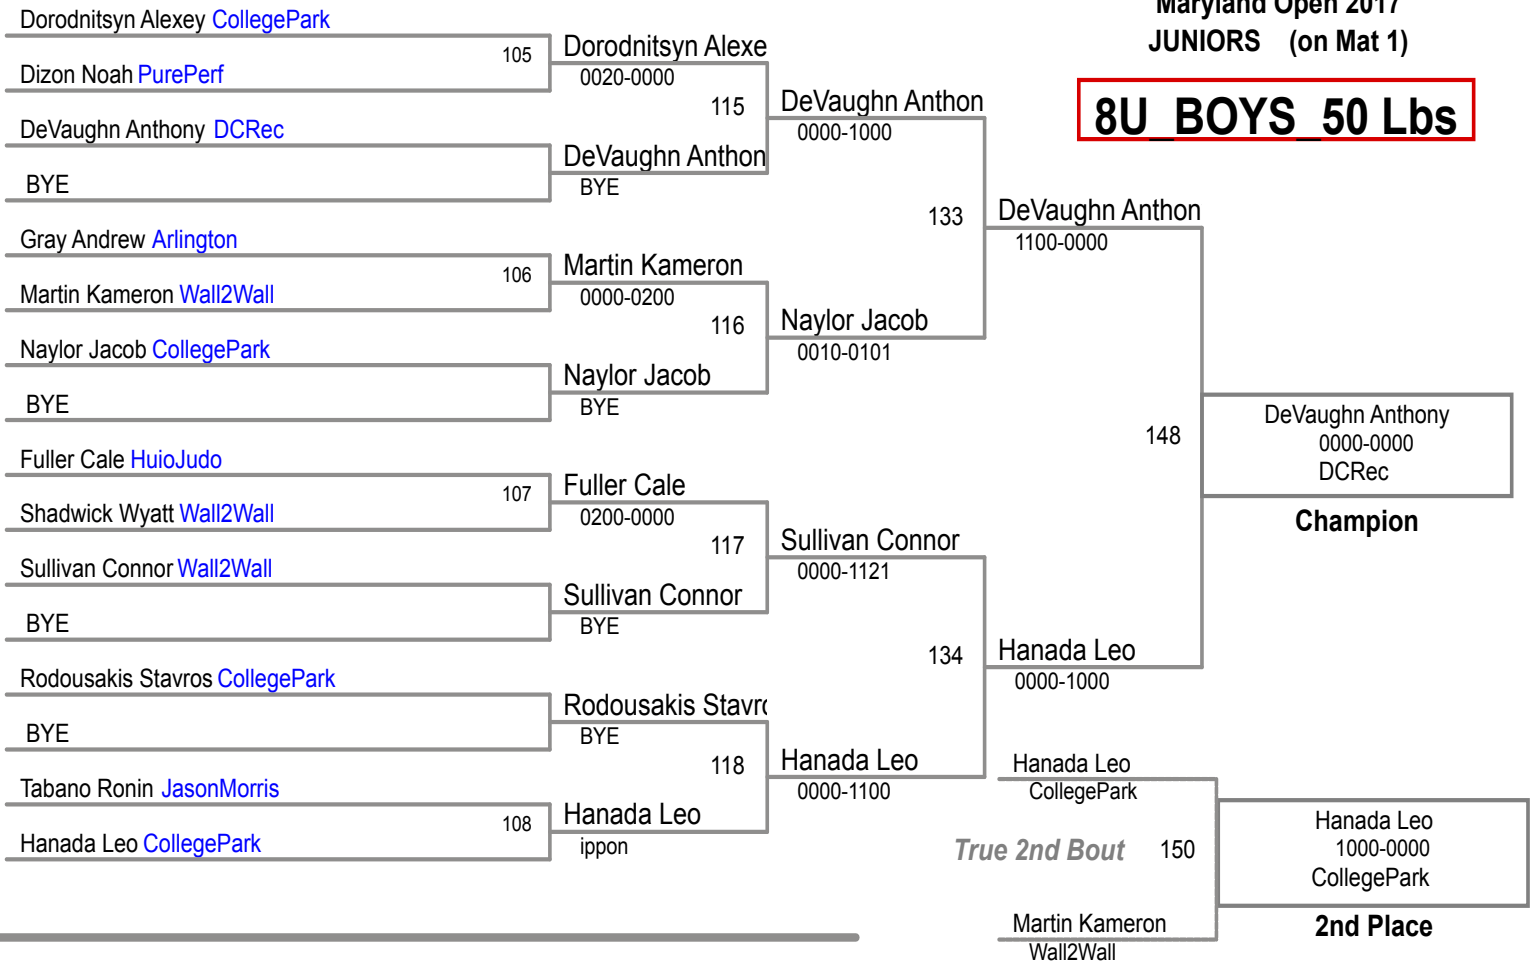 Maryland Open 2017
JUNIORS (on Mat 1)
8U_BOYS_50 Lbs
Dorodnitsyn Alexey CollegePark
Dizon Noah PurePerf
DeVaughn Anthony DCRec
BYE
Gray Andrew Arlington
Martin Kameron Wall2Wall
Naylor Jacob CollegePark
BYE
Fuller Cale HuioJudo
Shadwick Wyatt Wall2Wall
Sullivan Connor Wall2Wall
BYE
Rodousakis Stavros CollegePark
BYE
Tabano Ronin JasonMorris
Hanada Leo CollegePark
105
Dorodnitsyn Alexe
0020-0000
DeVaughn Anthon
BYE
106
Martin Kameron
0000-0200
Naylor Jacob
BYE
107
Fuller Cale
0200-0000
Sullivan Connor
BYE
Rodousakis Stavro
BYE
108
Hanada Leo
ippon
115
DeVaughn Anthon
0000-1000
116
Naylor Jacob
0010-0101
117
Sullivan Connor
0000-1121
118
Hanada Leo
0000-1100
133
DeVaughn Anthon
1100-0000
134
Hanada Leo
0000-1000
148
DeVaughn Anthony
0000-0000
DCRec
Champion
Hanada Leo
CollegePark
True 2nd Bout 150
Martin Kameron
Wall2Wall
Hanada Leo
1000-0000
CollegePark
2nd Place